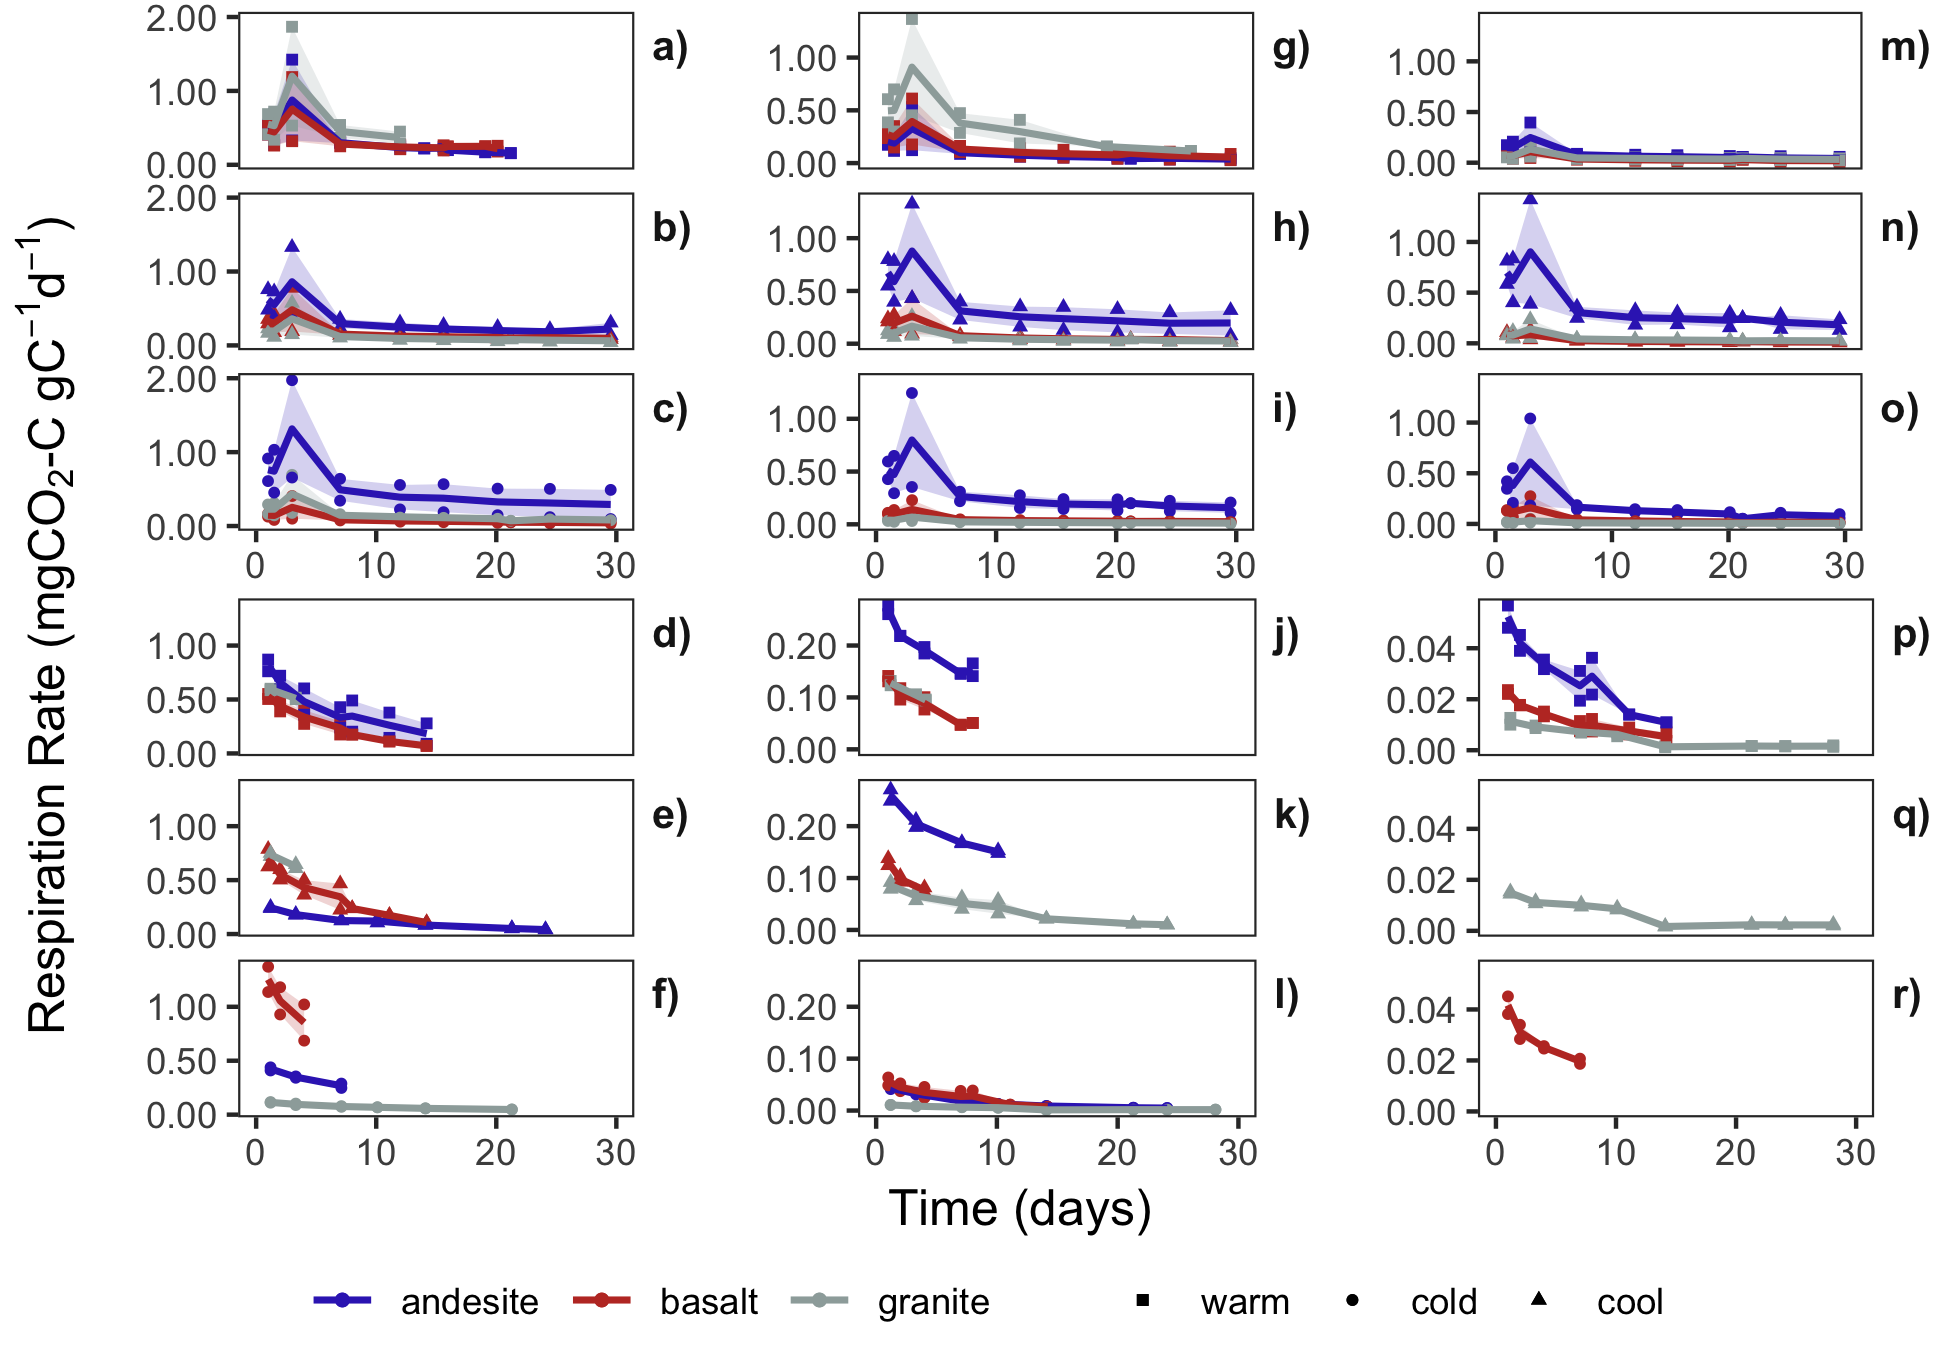 Respiration Rate (mgCO₂-C gC⁻¹d⁻¹)
2.00
1.00
0.00
a)
1.00
0.50
0.00
g)
1.00
0.50
0.00
m)
2.00
1.00
0.00
b)
1.00
0.50
0.00
h)
1.00
0.50
0.00
n)
2.00
1.00
0.00
c)
1.00
0.50
0.00
i)
1.00
0.50
0.00
o)
0 10 20 30
0 10 20 30
0 10 20 30
1.00
0.50
0.00
d)
0.20
0.10
0.00
j)
0.04
0.02
0.00
p)
1.00
0.50
0.00
e)
0.20
0.10
0.00
k)
0.04
0.02
0.00
q)
1.00
0.50
0.00
f)
0.20
0.10
0.00
l)
0.04
0.02
0.00
r)
0 10 20 30
0 10 20 30
0 10 20 30
Time (days)
andesite basalt granite warm cold cool